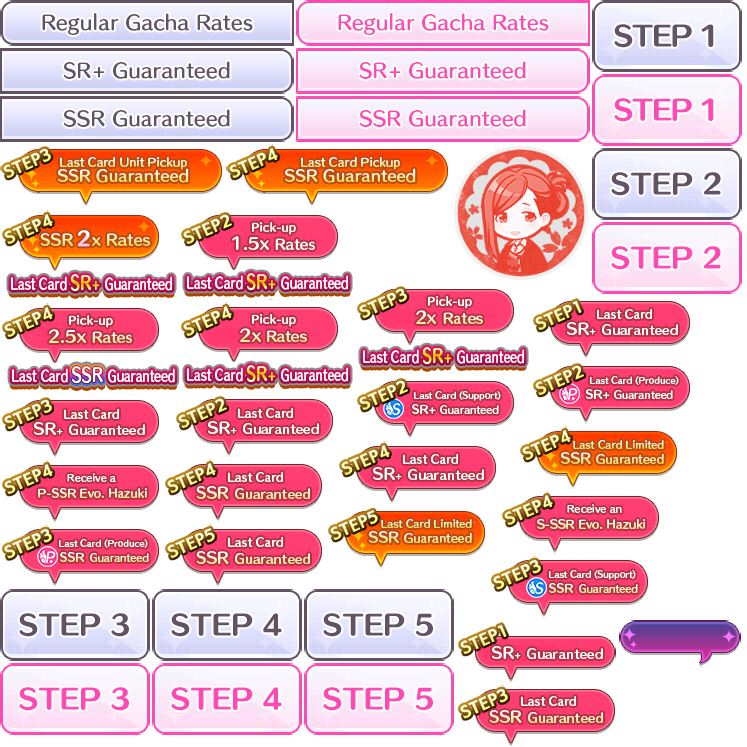 Regular Gacha Rates
Regular Gacha Rates
STEP 1
SR+ Guaranteed
SR+ Guaranteed
SSR Guaranteed
SSR Guaranteed
STEP 1
STEP3
Last Card Unit Pickup
SSR Guaranteed
STEP4
Last Card Pickup
SSR Guaranteed
STEP 2
STEP4
SSR 2x Rates
STEP2
Pick-up
1.5x Rates
STEP 2
Last Card SR+ Guaranteed
Last Card SR+ Guaranteed
STEP4
Pick-up
2.5x Rates
STEP4
Pick-up
2x Rates
STEP3
Pick-up
2x Rates
STEP1
Last Card
SR+ Guaranteed
Last Card SSR Guaranteed
Last Card SR+ Guaranteed
Last Card SR+ Guaranteed
STEP3
Last Card
SR+ Guaranteed
STEP2
Last Card
SR+ Guaranteed
STEP2
Last Card (Support)
S
SR+ Guaranteed
STEP2
Last Card (Produce)
P
SR+ Guaranteed
STEP4
Receive a
P-SSR Evo. Hazuki
STEP4
Last Card
SSR Guaranteed
STEP4
Last Card
SR+ Guaranteed
STEP4
Last Card Limited
SSR Guaranteed
STEP3
Last Card (Produce)
P
SSR Guaranteed
STEP5
Last Card
SSR Guaranteed
STEP5
Last Card Limited
SSR Guaranteed
STEP4
Receive an
S-SSR Evo. Hazuki
STEP3
Last Card (Support)
S
SSR Guaranteed
STEP 3
STEP 4
STEP 5
STEP1
SR+ Guaranteed
STEP 3
STEP 4
STEP 5
STEP3
Last Card
SSR Guaranteed